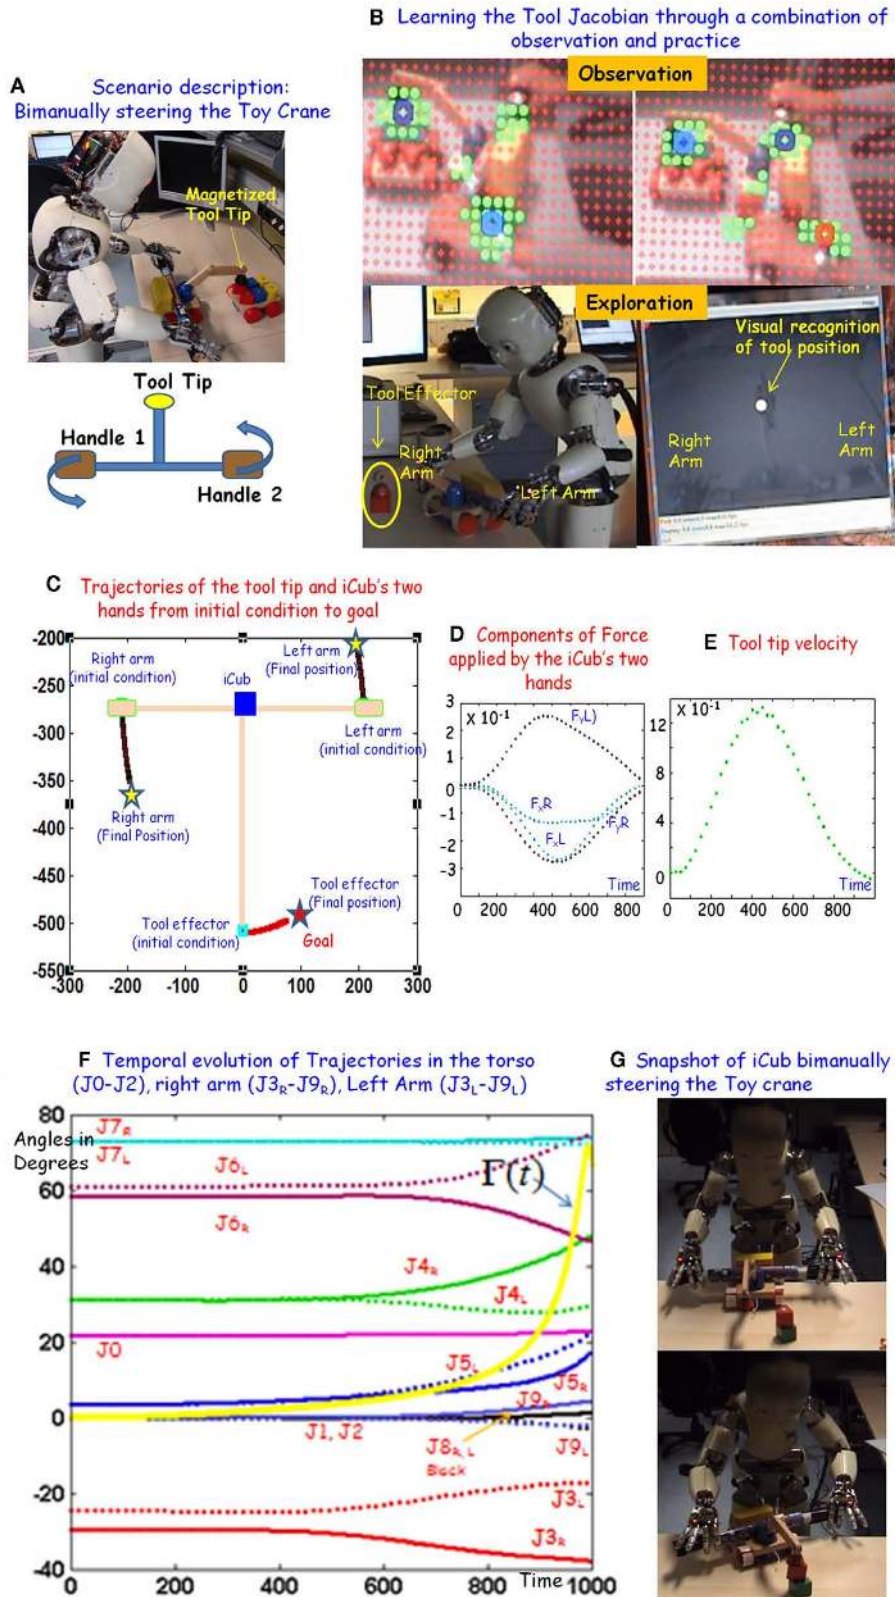 A
Scenario description:
Bimanually steering the Toy Crane
Magnetized
Tool Tip
Tool Tip
Handle 1
Handle 2
B Learning the Tool Jacobian through a combination of
observation and practice
Observation
Exploration
Tool Effector
Right
Arm
Left Arm
Visual recognition
of tool position
Right
Arm
Left
Arm
C Trajectories of the tool tip and iCub's two
hands from initial condition to goal
-200
-250
-300
-350
-400
-450
-500
-550
-300 -200 -100 0 100 200 300
Right arm
(initial condition)
iCub
Left arm
(Final position)
Left arm
(initial condition)
Right arm
(Final Position)
Tool effector
(Final position)
Tool effector
(initial condition)
Goal
D Components of Force
applied by the iCub's two
hands
X 10⁻¹
3
2
1
0
-1
-2
-3
FᵧL)
FₓR
FₓL
FᵧR
Time
0 200 400 600 800
E Tool tip velocity
X 10⁻¹
12
8
4
0
Time
0 200 400 600 800
F Temporal evolution of Trajectories in the torso
(J0-J2), right arm (J3R-J9R), Left Arm (J3L-J9L)
Angles in
Degrees
80
60
40
20
0
-20
-40
J7R
J7L
J6L
J6R
Γ(t)
J4R
J4L
J0
J5L
J5R
J9R
J1, J2
J8R, L
Black
J9L
J3L
J3R
0 200 400 600 800 1000
Time
G Snapshot of iCub bimanually
steering the Toy crane